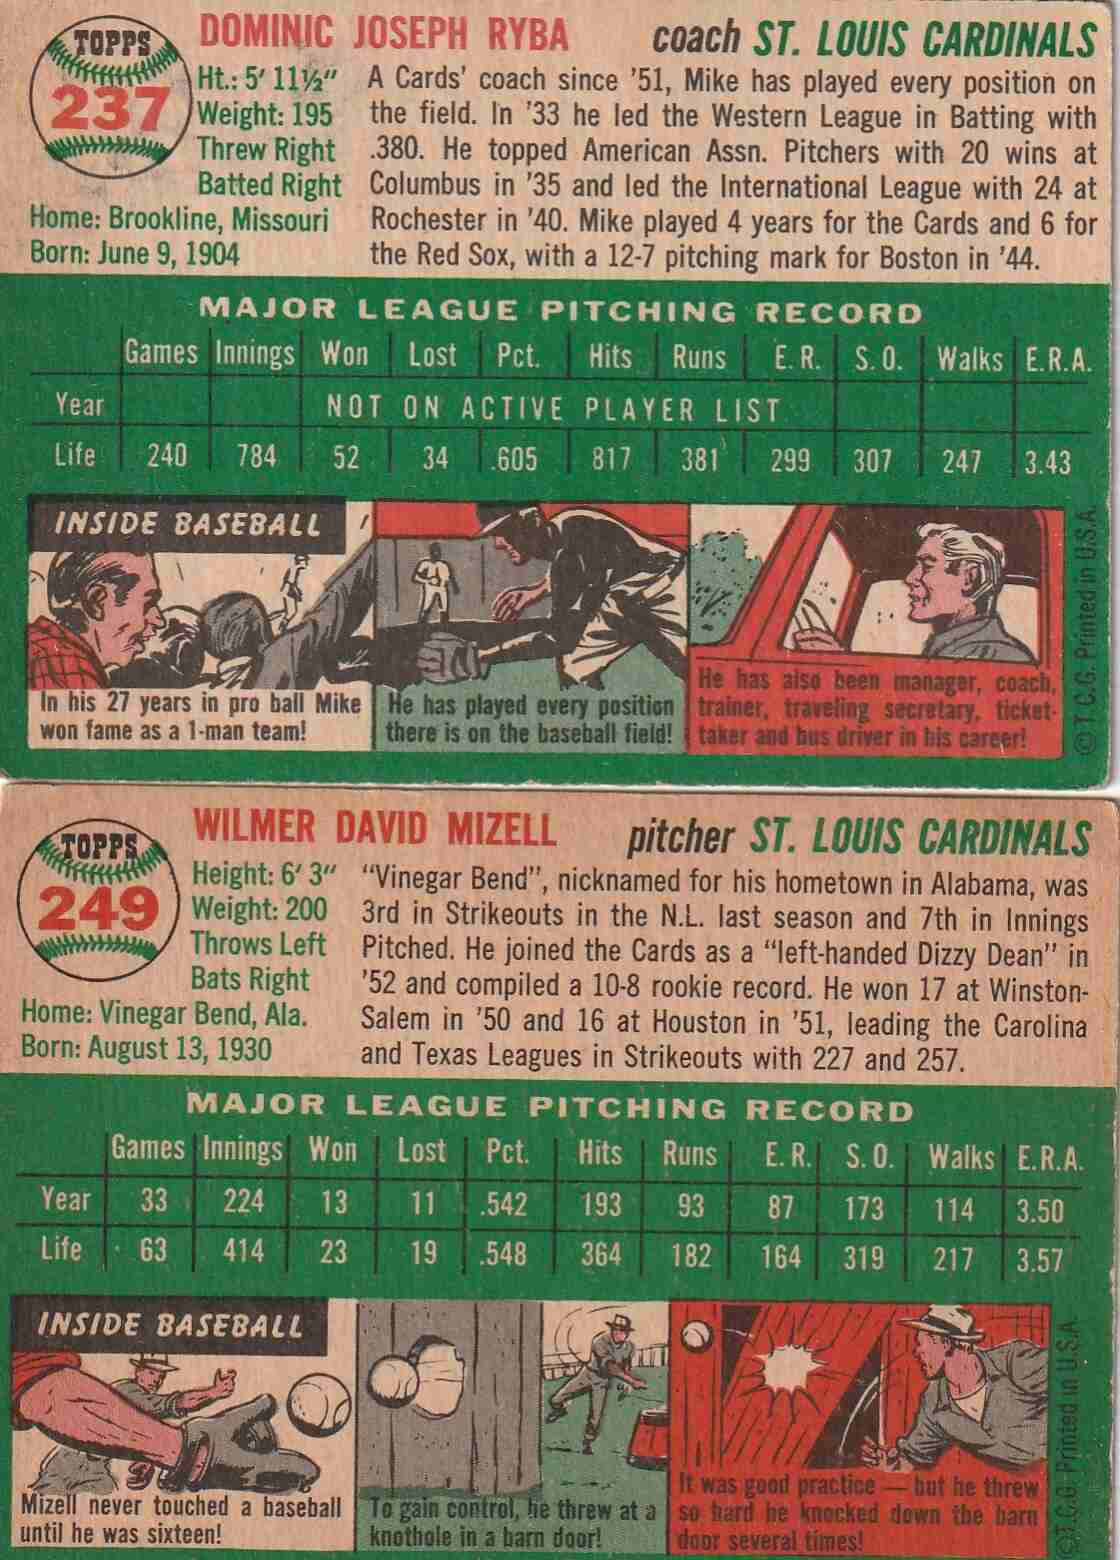 TOPPS
237
DOMINIC JOSEPH RYBA
coach ST. LOUIS CARDINALS
Ht.: 5' 11½"
Weight: 195
Threw Right
Batted Right
Home: Brookline, Missouri
Born: June 9, 1904
A Cards' coach since '51, Mike has played every position on
the field. In '33 he led the Western League in Batting with
.380. He topped American Assn. Pitchers with 20 wins at
Columbus in '35 and led the International League with 24 at
Rochester in '40. Mike played 4 years for the Cards and 6 for
the Red Sox, with a 12-7 pitching mark for Boston in '44.
MAJOR LEAGUE PITCHING RECORD
Games Innings Won Lost Pct. Hits Runs E. R. S. O. Walks E.R.A.
Year NOT ON ACTIVE PLAYER LIST
Life 240 784 52 34 .605 817 381 299 307 247 3.43
INSIDE BASEBALL
In his 27 years in pro ball Mike
won fame as a 1-man team!
He has played every position
there is on the baseball field!
He has also been manager, coach,
trainer, traveling secretary, ticket-
taker and bus driver in his career!
© T.C.G. Printed in U.S.A.
TOPPS
249
WILMER DAVID MIZELL
pitcher ST. LOUIS CARDINALS
Height: 6' 3"
Weight: 200
Throws Left
Bats Right
Home: Vinegar Bend, Ala.
Born: August 13, 1930
"Vinegar Bend", nicknamed for his hometown in Alabama, was
3rd in Strikeouts in the N.L. last season and 7th in Innings
Pitched. He joined the Cards as a "left-handed Dizzy Dean" in
'52 and compiled a 10-8 rookie record. He won 17 at Winston-
Salem in '50 and 16 at Houston in '51, leading the Carolina
and Texas Leagues in Strikeouts with 227 and 257.
MAJOR LEAGUE PITCHING RECORD
Games Innings Won Lost Pct. Hits Runs E. R. S. O. Walks E.R.A.
Year 33 224 13 11 .542 193 93 87 173 114 3.50
Life 63 414 23 19 .548 364 182 164 319 217 3.57
INSIDE BASEBALL
Mizell never touched a baseball
until he was sixteen!
To gain control, he threw at a
knothole in a barn door!
It was good practice — but he threw
so hard he knocked down the barn
door several times!
© T.C.G. Printed in U.S.A.